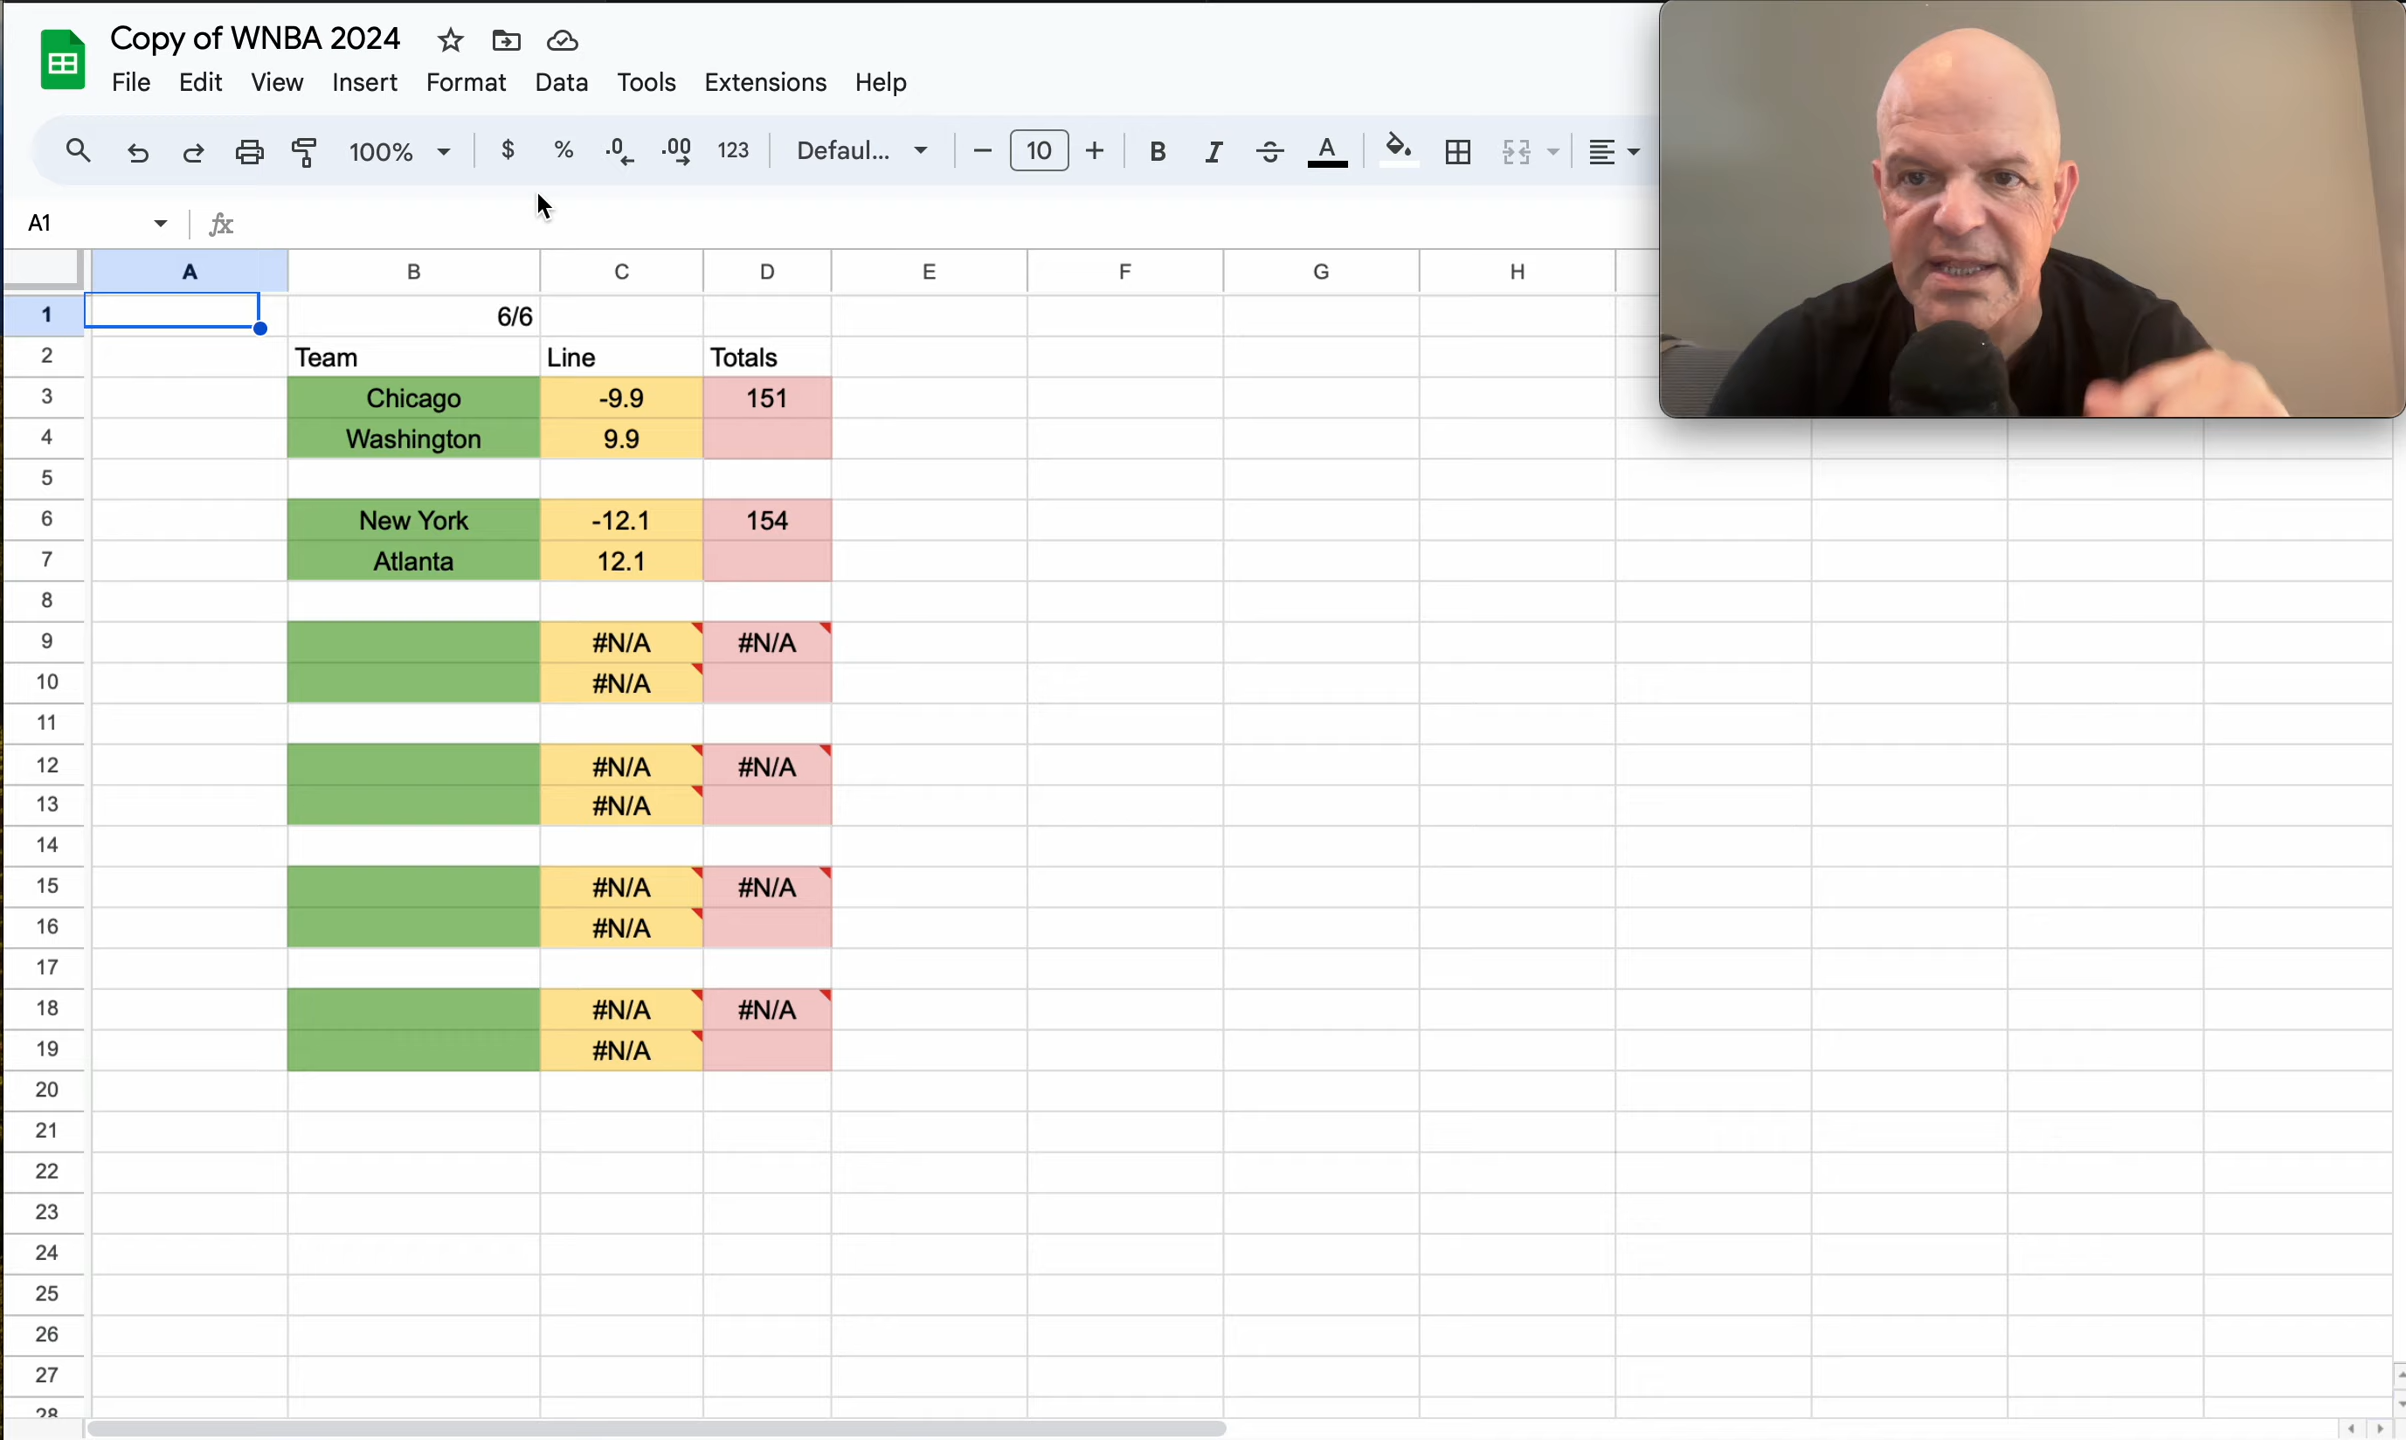 Copy of WNBA 2024
File Edit View Insert Format Data Tools Extensions Help
100% $ % .0 .00 123 Defaul... 10 B I A
A1 fx
A B C D E F G H
1 6/6
2 Team Line Totals
3 Chicago -9.9 151
4 Washington 9.9
5
6 New York -12.1 154
7 Atlanta 12.1
8
9 #N/A #N/A
10 #N/A
11
12 #N/A #N/A
13 #N/A
14
15 #N/A #N/A
16 #N/A
17
18 #N/A #N/A
19 #N/A
20
21
22
23
24
25
26
27
28